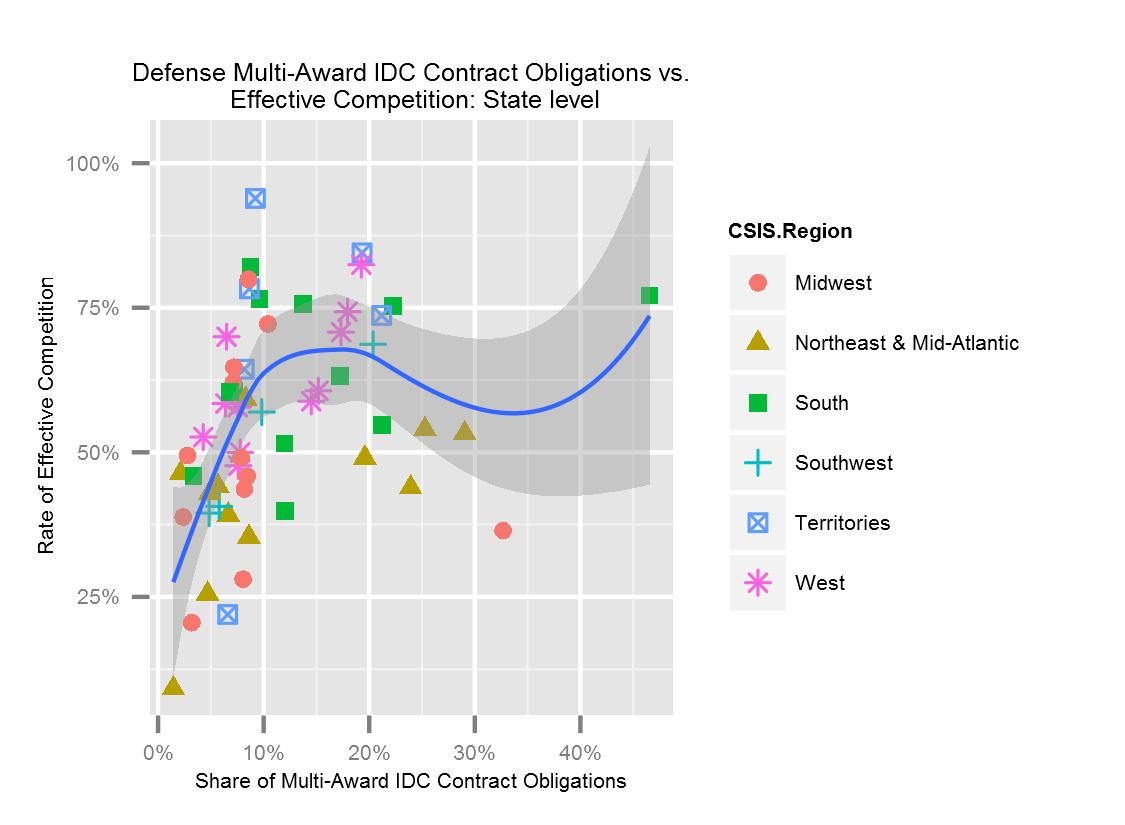 Defense Multi-Award IDC Contract Obligations vs.
Effective Competition: State level
100%
75%
50%
25%
Rate of Effective Competition
0%
10%
20%
30%
40%
Share of Multi-Award IDC Contract Obligations
CSIS.Region
Midwest
Northeast & Mid-Atlantic
South
Southwest
Territories
West